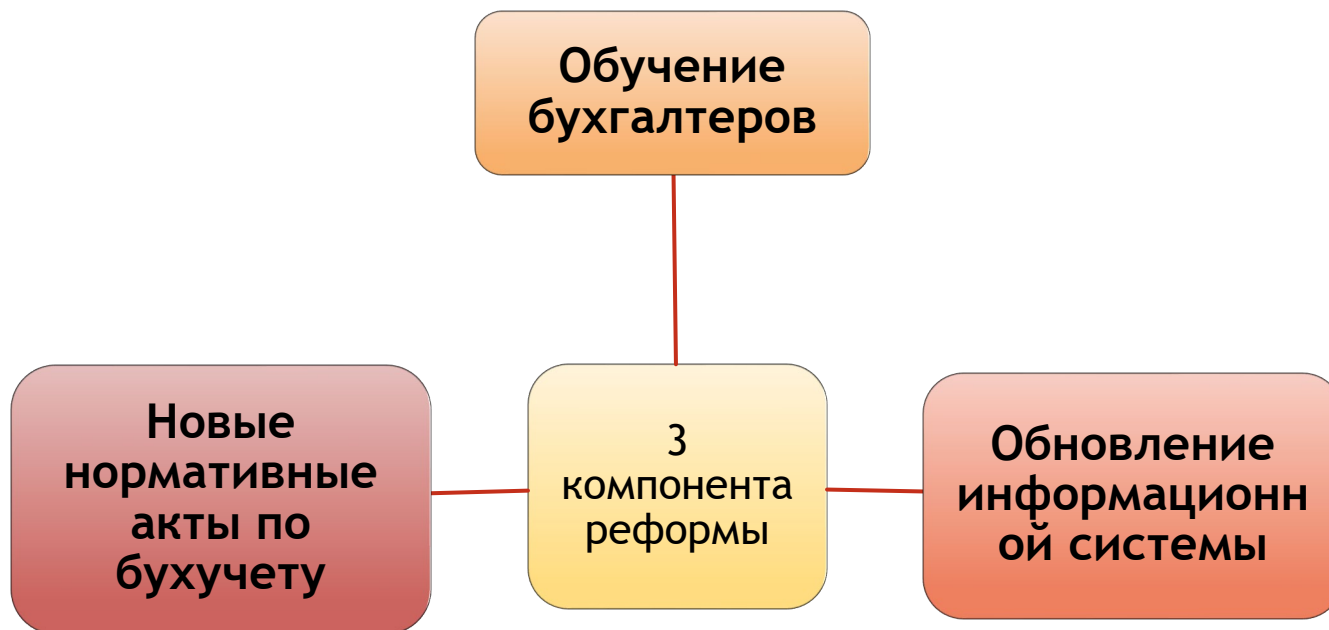 Обучение
бухгалтеров
Новые
нормативные
акты по
бухучету
3
компонента
реформы
Обновление
информационн
ой системы